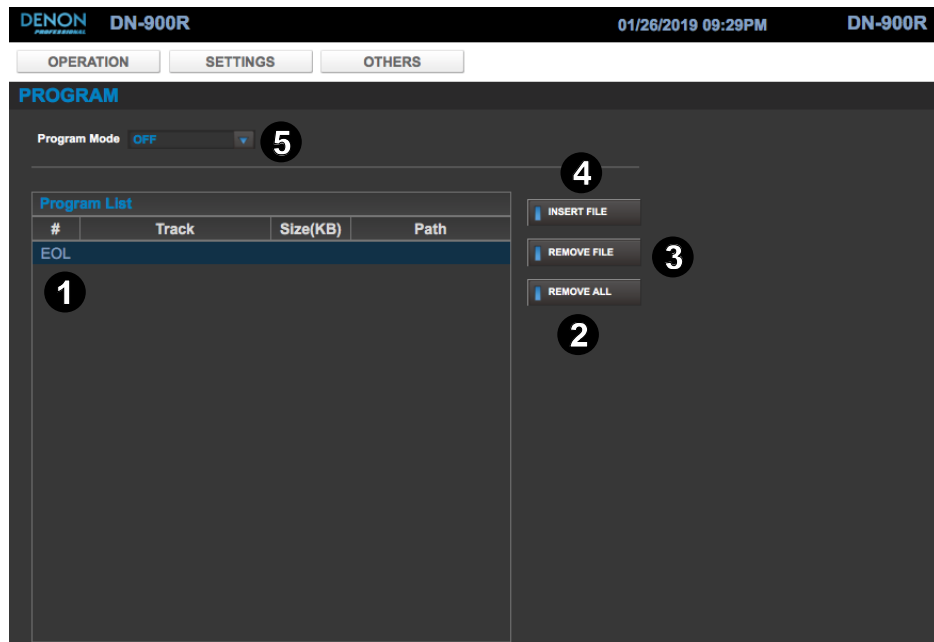 DENON DN-900R 01/26/2019 09:29PM DN-900R
PROFESSIONAL
OPERATION SETTINGS OTHERS
PROGRAM
Program Mode OFF 5
4
Program List
INSERT FILE
# Track Size(KB) Path
EOL
REMOVE FILE 3
1
REMOVE ALL
2